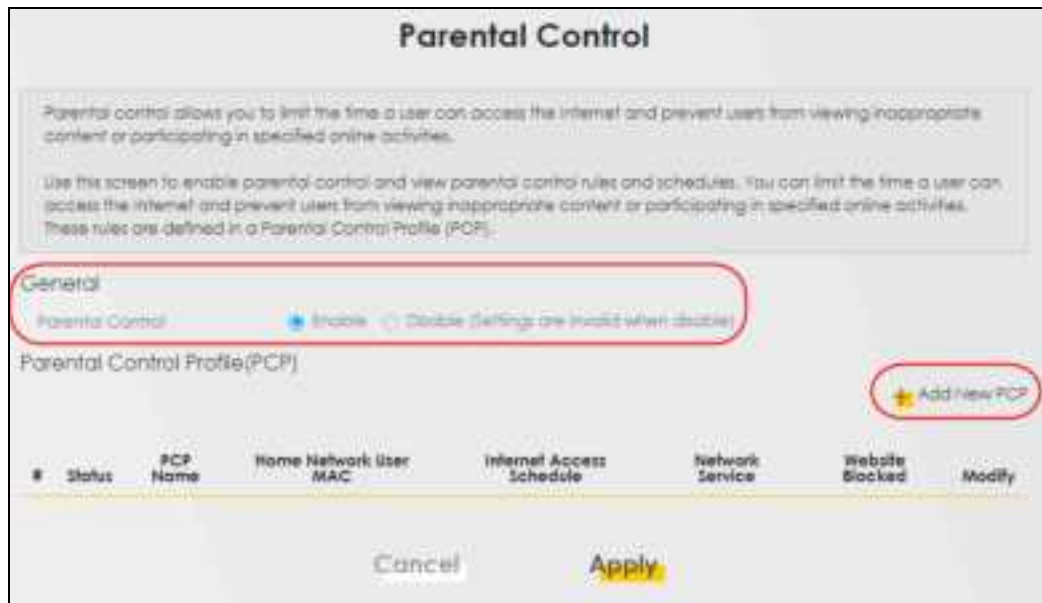 Parental Control
Parental control allows you to limit the time a user can access the Internet and prevent users from viewing inappropriate
content or participating in specified online activities.
Use this screen to enable parental control and view parental control rules and schedules. You can limit the time a user can
access the Internet and prevent users from viewing inappropriate content or participating in specified online activities.
These rules are defined in a Parental Control Profile (PCP).
General
Parental Control Enable Disable (Settings are invalid when disable)
Parental Control Profile(PCP)
+ Add New PCP
# Status PCP Name Home Network User MAC Internet Access Schedule Network Service Website Blocked Modify
Cancel Apply